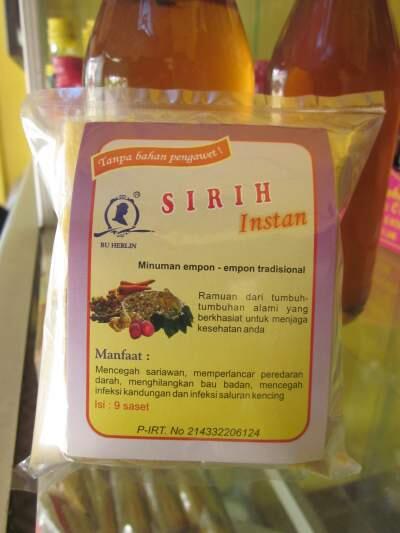 Tanpa bahan pengawet !
SIRIH
Instan
BU HERLIN
Minuman empon - empon tradisional
Ramuan dari tumbuh-
tumbuhan alami yang
berkhasiat untuk menjaga
kesehatan anda
Manfaat :
Mencegah sariawan, memperlancar peredaran
darah, menghilangkan bau badan, mencegah
infeksi kandungan dan infeksi saluran kencing
Isi : 9 saset
P-IRT. No 214332206124